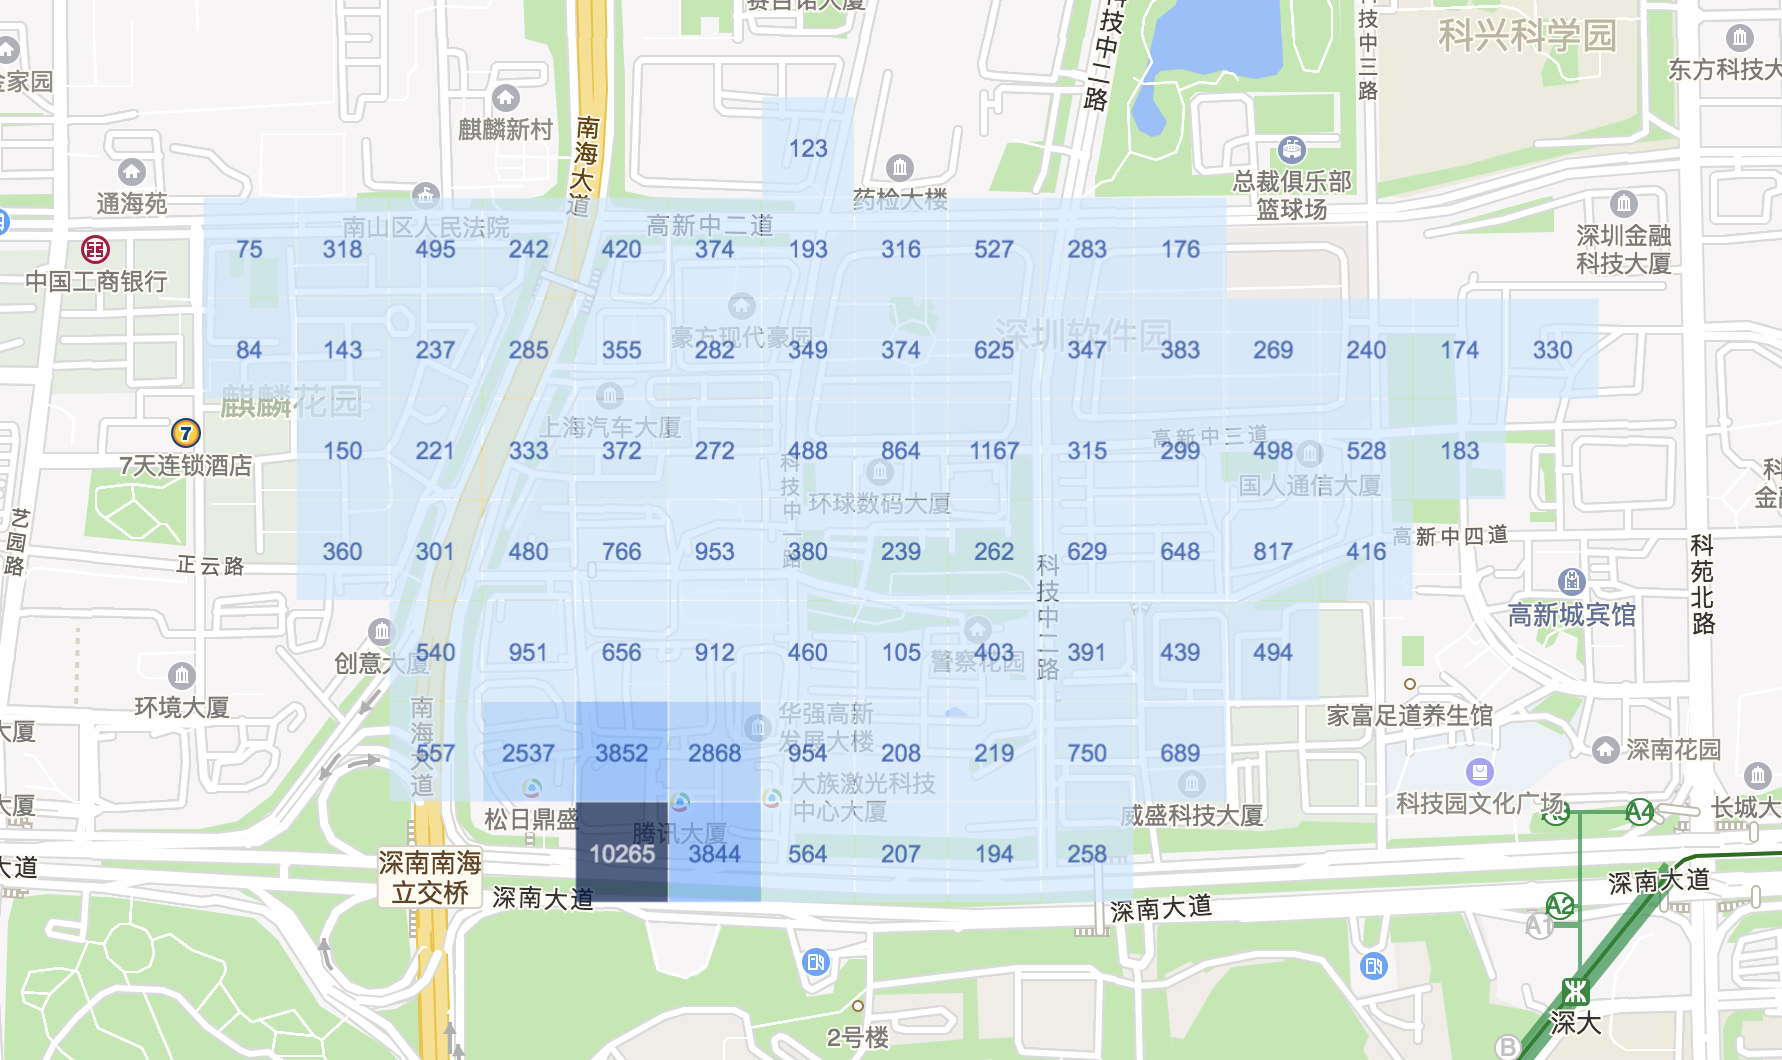 赛百诺大厦
科技中二路
科技中三路
科兴科学园
东方科技大
金家园
麒麟新村
南海大道
123
药检大楼
总裁俱乐部
篮球场
通海苑
南山区人民法院
高新中二道
深圳金融
科技大厦
中国工商银行
75 318 495 242 420 374 193 316 527 283 176
豪方现代豪园
深圳软件园
84 143 237 285 355 282 349 374 625 347 383 269 240 174 330
麒麟花园
上海汽车大厦
高新中三道
7
7天连锁酒店
150 221 333 372 272 488 864 1167 315 299 498 528 183
科技中一路
环球数码大厦
国人通信大厦
艺园路
正云路
360 301 480 766 953 380 239 262 629 648 817 416
高新中四道
科技中二路
科苑北路
高新城宾馆
创意大厦
540 951 656 912 460 105 403 391 439 494
警察花园
环境大厦
大厦
南海大道
华强高新
发展大楼
家富足道养生馆
深南花园
557 2537 3852 2868 954 208 219 750 689
大族激光科技
中心大厦
科技园文化广场
A3
A4
长城大
大厦
松日鼎盛
腾讯大厦
威盛科技大厦
10265 3844 564 207 194 258
大道
深南南海
立交桥
深南大道
深南大道
深南大道
A2
A1
2号楼
深大
B